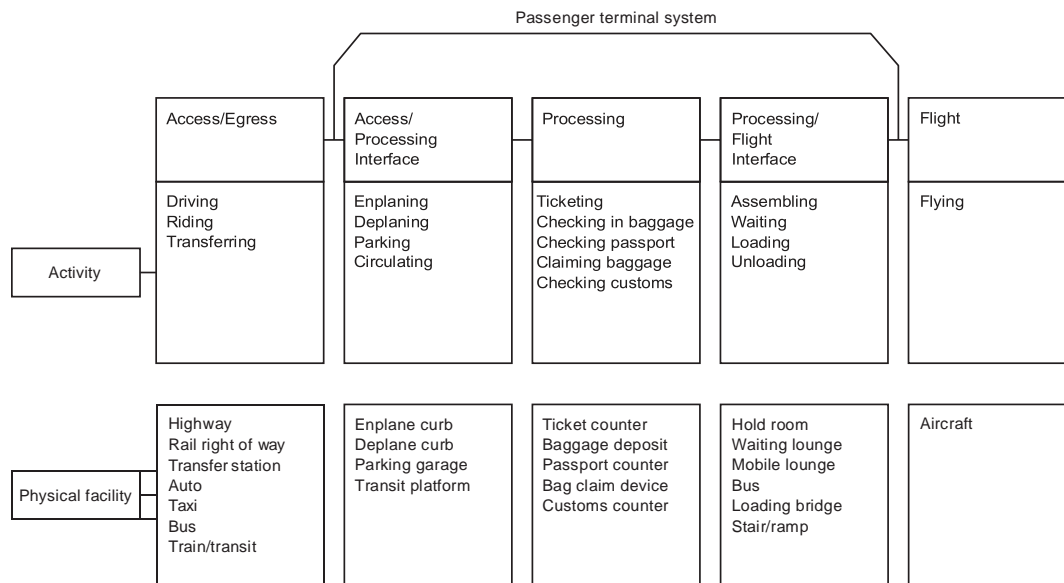 Passenger terminal system
Access/Egress
Access/
Processing
Interface
Processing
Processing/
Flight
Interface
Flight
Activity
Driving
Riding
Transferring
Enplaning
Deplaning
Parking
Circulating
Ticketing
Checking in baggage
Checking passport
Claiming baggage
Checking customs
Assembling
Waiting
Loading
Unloading
Flying
Physical facility
Highway
Rail right of way
Transfer station
Auto
Taxi
Bus
Train/transit
Enplane curb
Deplane curb
Parking garage
Transit platform
Ticket counter
Baggage deposit
Passport counter
Bag claim device
Customs counter
Hold room
Waiting lounge
Mobile lounge
Bus
Loading bridge
Stair/ramp
Aircraft